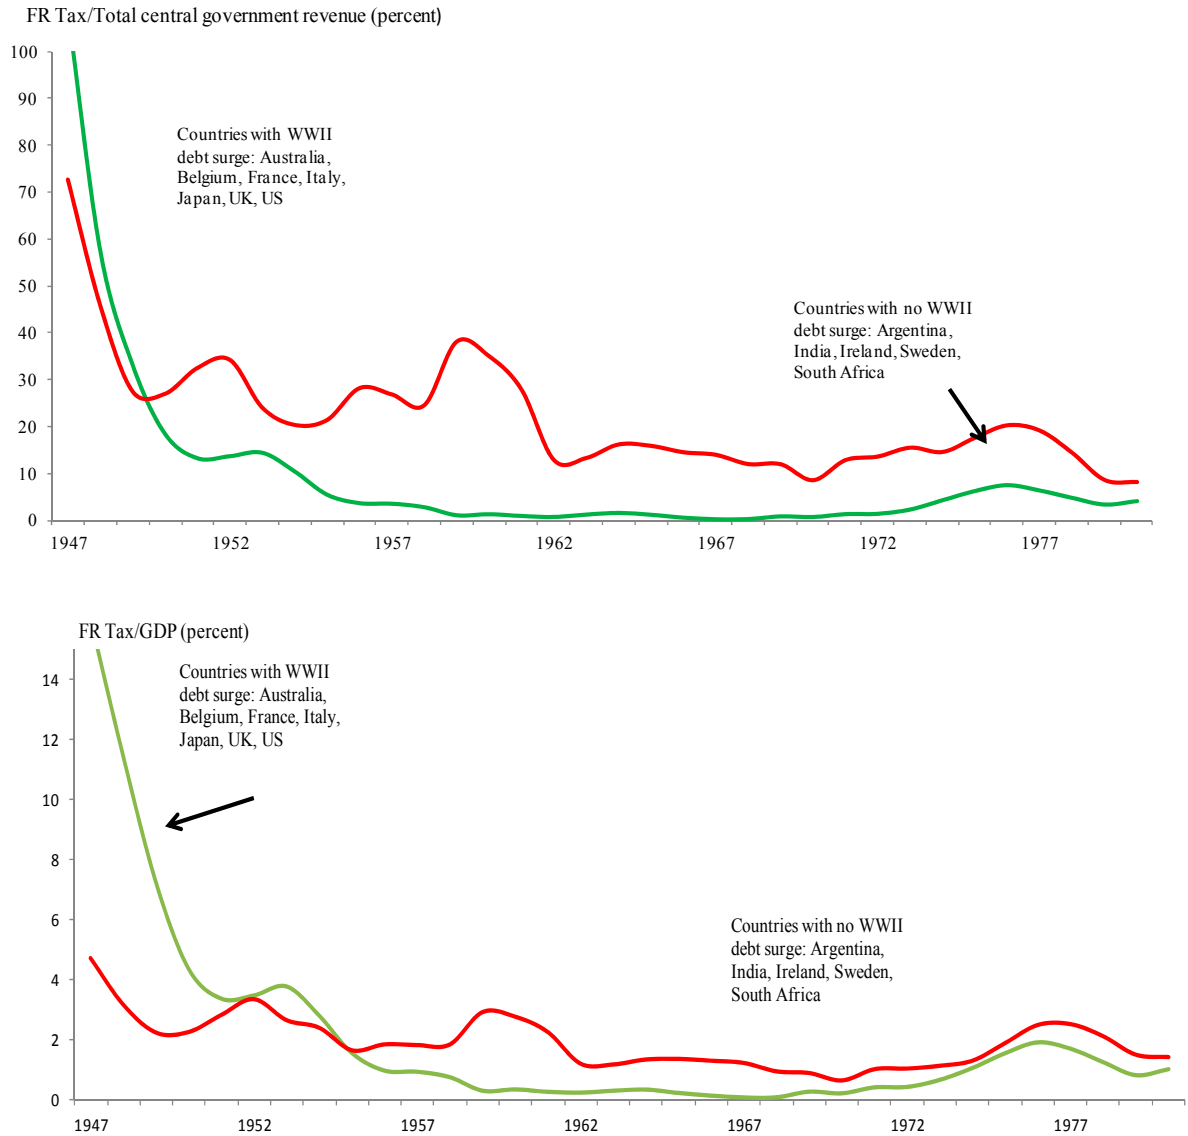 FR Tax/Total central government revenue (percent)
100
90
80
70
60
50
40
30
20
10
0
Countries with WWII
debt surge: Australia,
Belgium, France, Italy,
Japan, UK, US
Countries with no WWII
debt surge: Argentina,
India, Ireland, Sweden,
South Africa
1947 1952 1957 1962 1967 1972 1977
FR Tax/GDP (percent)
14
12
10
8
6
4
2
0
Countries with WWII
debt surge: Australia,
Belgium, France, Italy,
Japan, UK, US
Countries with no WWII
debt surge: Argentina,
India, Ireland, Sweden,
South Africa
1947 1952 1957 1962 1967 1972 1977